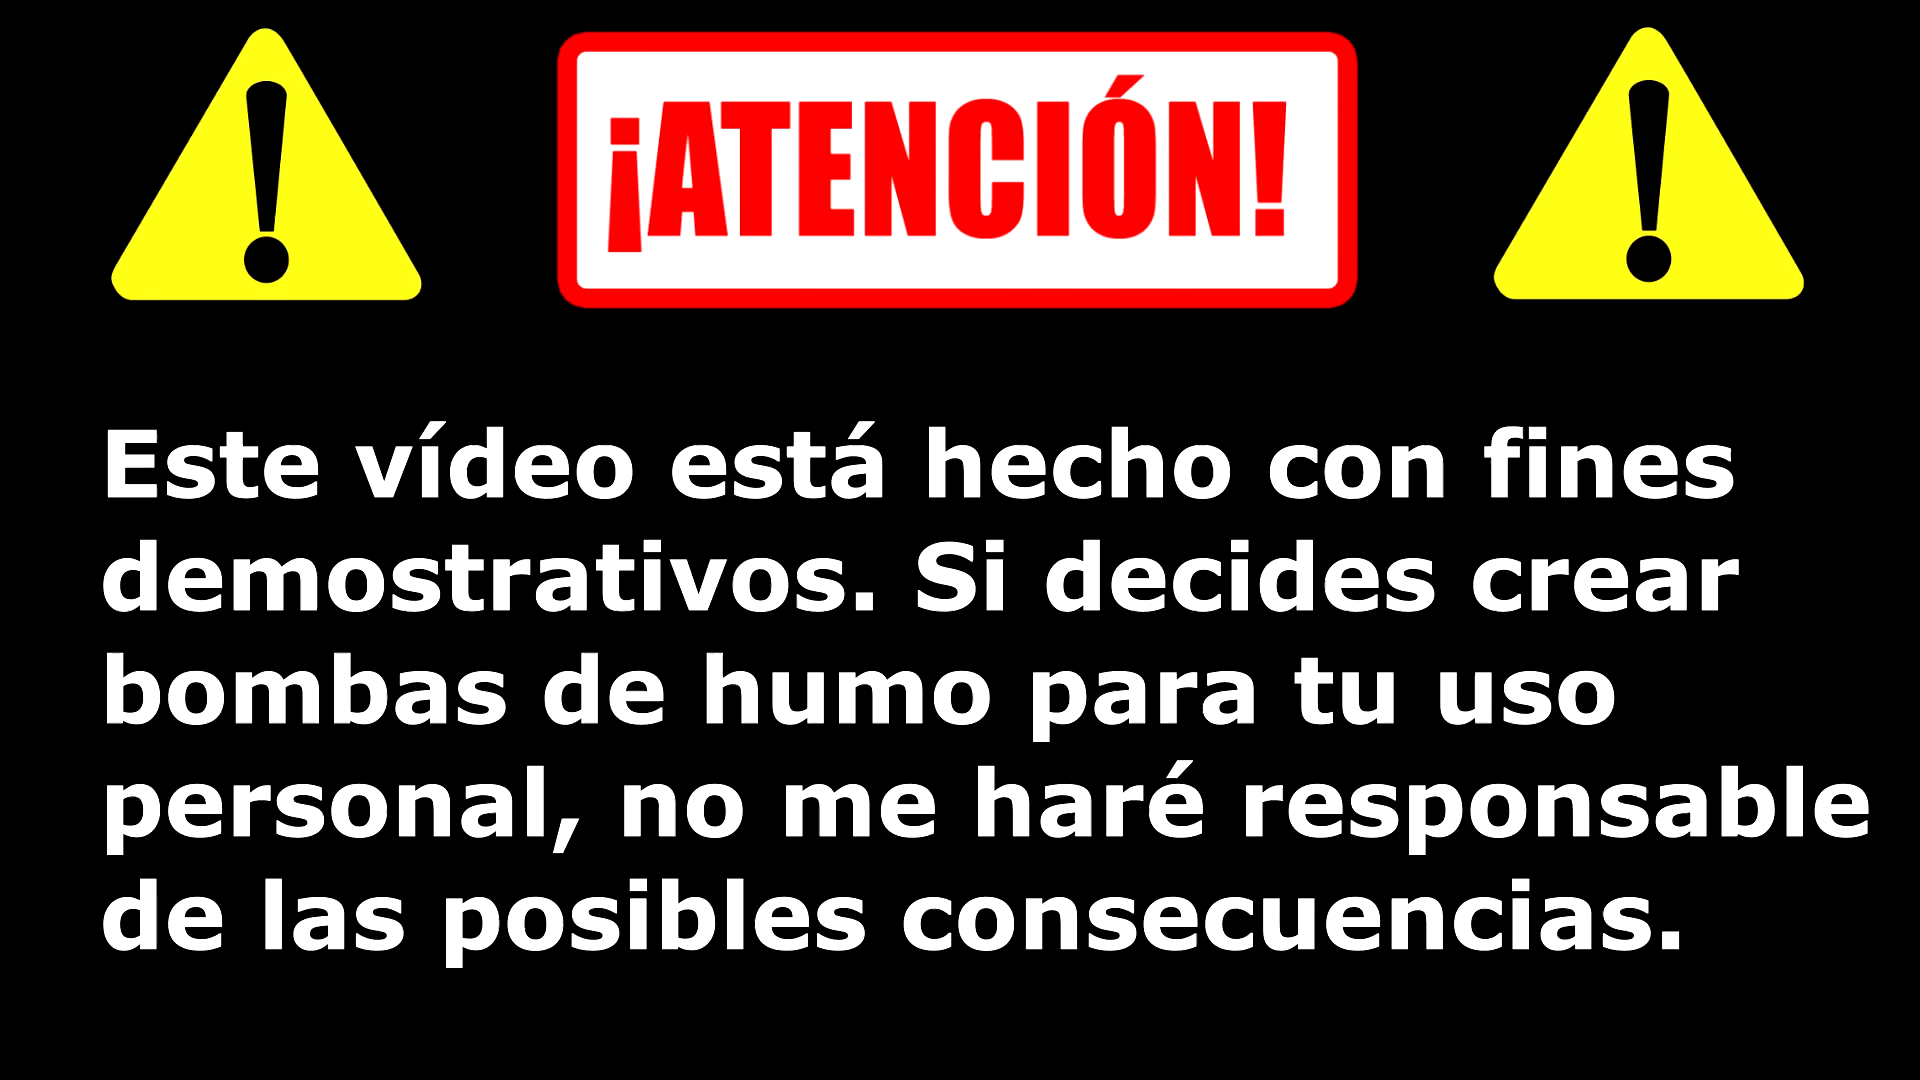 ¡ATENCIÓN!
Este vídeo está hecho con fines
demostrativos. Si decides crear
bombas de humo para tu uso
personal, no me haré responsable
de las posibles consecuencias.